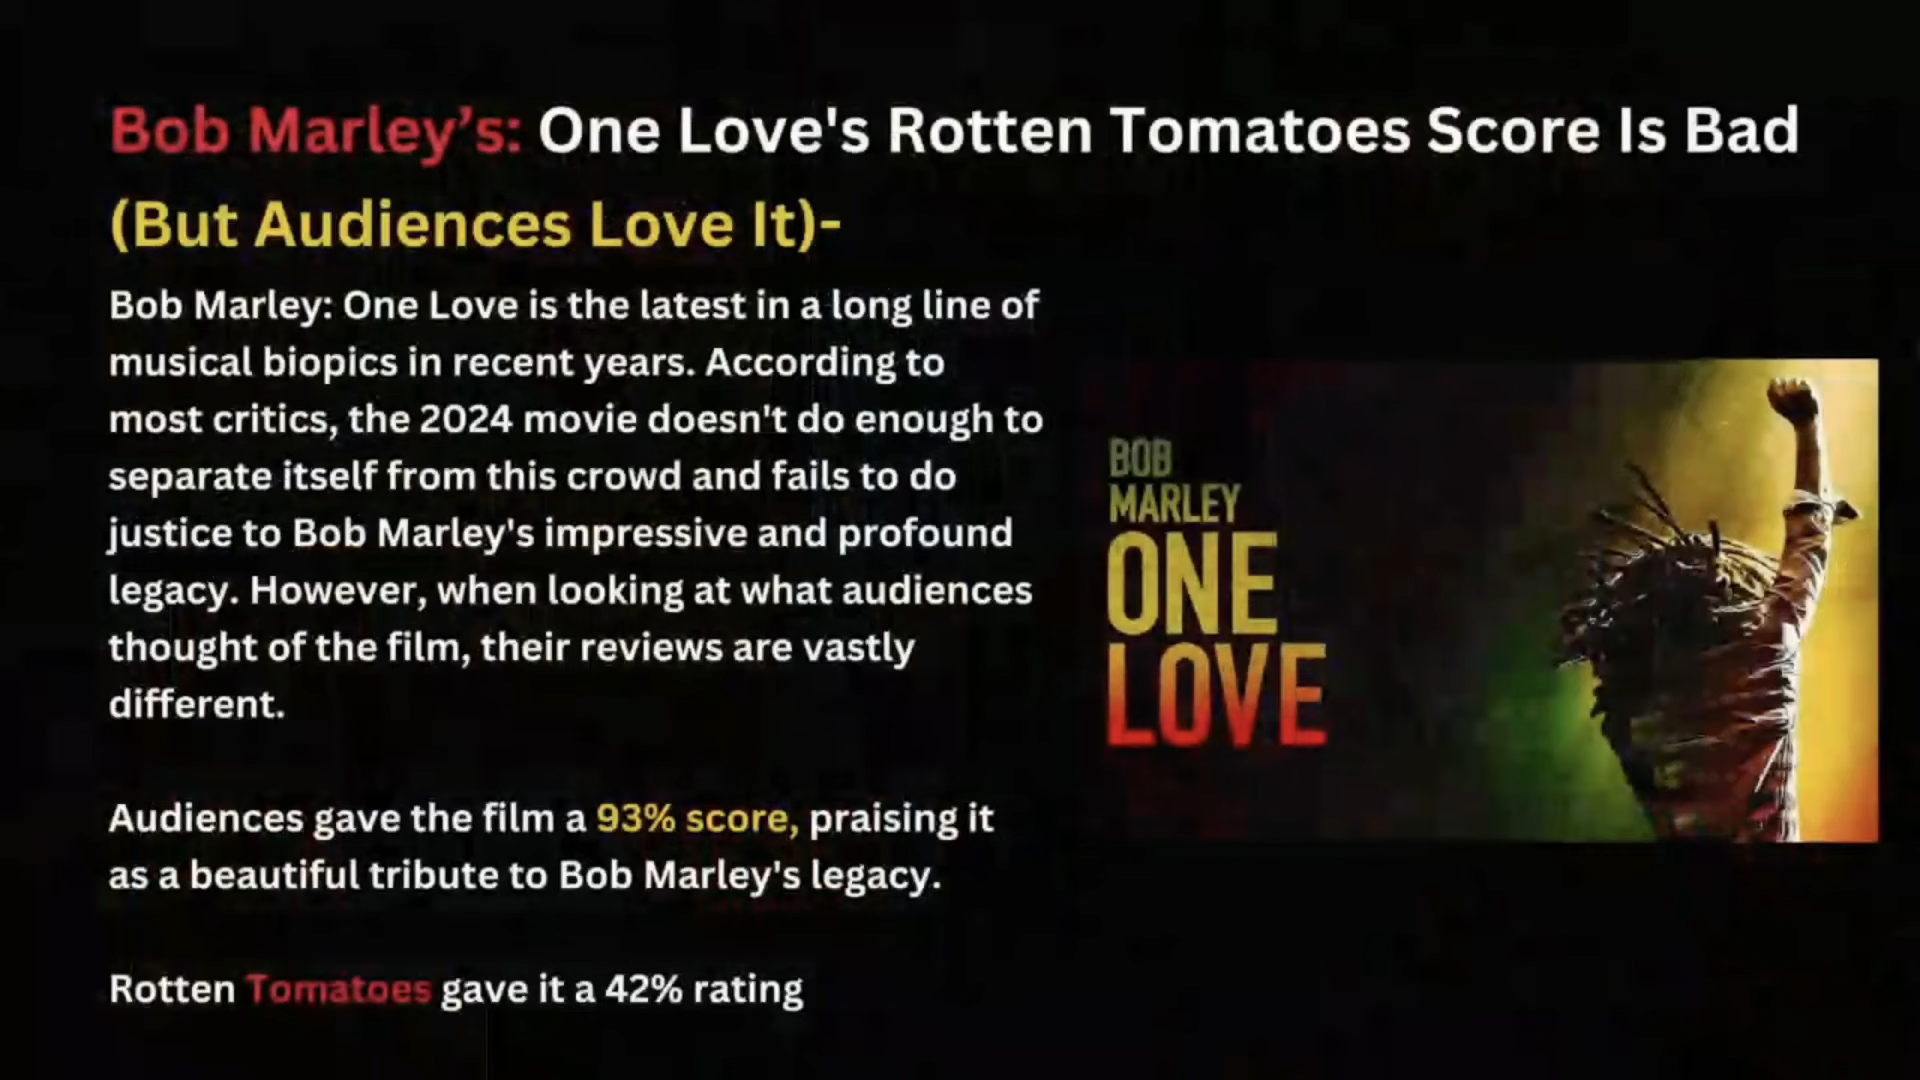 Bob Marley’s: One Love's Rotten Tomatoes Score Is Bad
(But Audiences Love It)-
Bob Marley: One Love is the latest in a long line of
musical biopics in recent years. According to
most critics, the 2024 movie doesn't do enough to
separate itself from this crowd and fails to do
justice to Bob Marley's impressive and profound
legacy. However, when looking at what audiences
thought of the film, their reviews are vastly
different.
Audiences gave the film a 93% score, praising it
as a beautiful tribute to Bob Marley's legacy.
Rotten Tomatoes gave it a 42% rating
BOB
MARLEY
ONE
LOVE